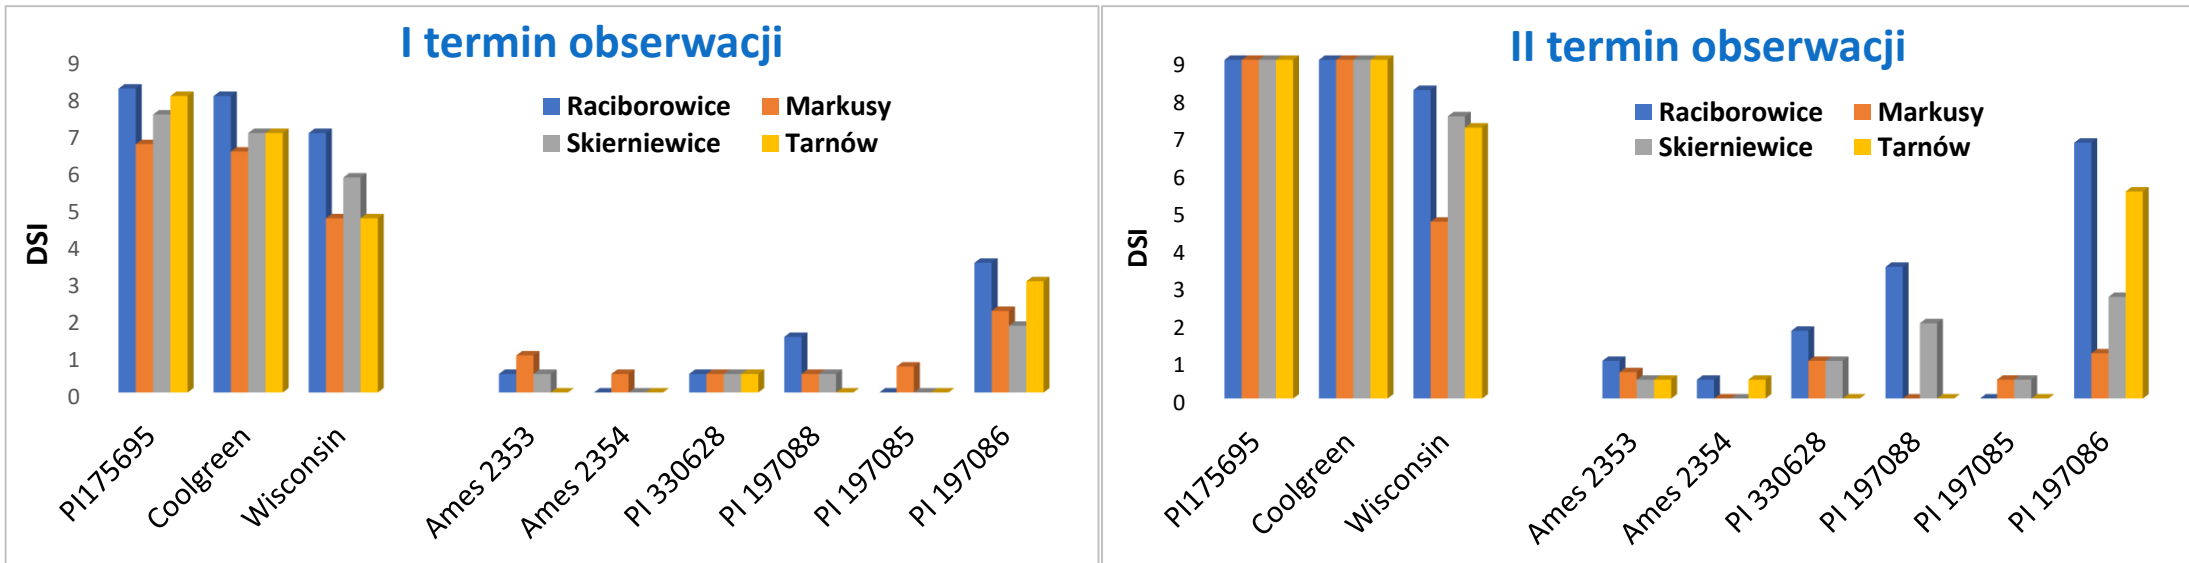 I termin obserwacji
9
8
7
6
5
4
3
2
1
0
DSI
Raciborowice Markusy
Skierniewice Tarnów
PI175695
Coolgreen
Wisconsin
Ames 2353
Ames 2354
PI 330628
PI 197088
PI 197085
PI 197086
II termin obserwacji
9
8
7
6
5
4
3
2
1
0
DSI
Raciborowice Markusy
Skierniewice Tarnów
PI175695
Coolgreen
Wisconsin
Ames 2353
Ames 2354
PI 330628
PI 197088
PI 197085
PI 197086